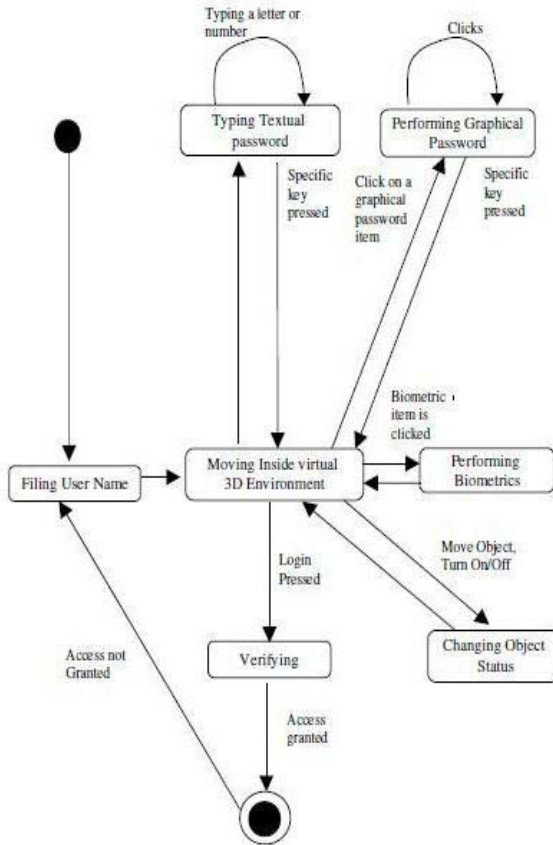 Typing a letter or
number
Clicks
Typing Textual
password
Performing Graphical
Password
Specific
key
pressed
Click on a
graphical
password
item
Specific
key
pressed
Biometric
item is
clicked
Filing User Name
Moving Inside virtual
3D Environment
Performing
Biometrics
Login
Pressed
Move Object,
Turn On/Off
Access not
Granted
Verifying
Changing Object
Status
Access
granted